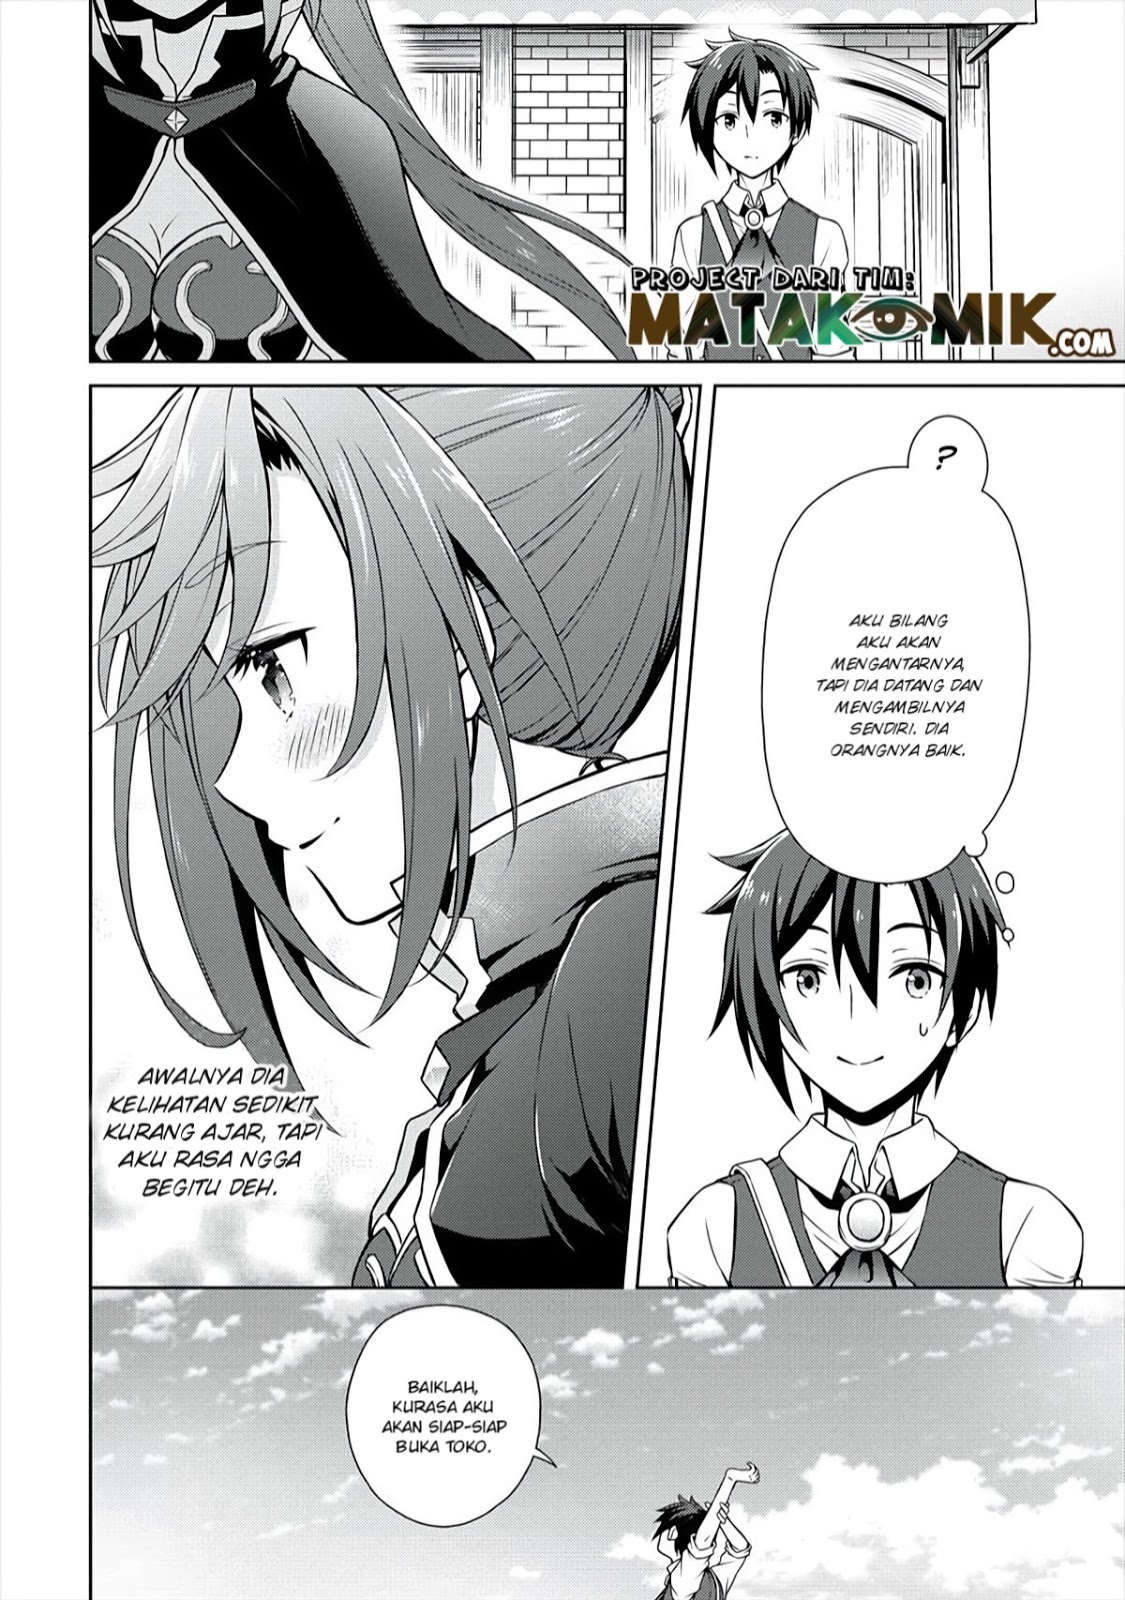 PROJECT DARI TIM:
MATAKOMIK
.COM
?
AKU BILANG
AKU AKAN
MENGANTARNYA,
TAPI DIA DATANG DAN
MENGAMBILNYA
SENDIRI. DIA
ORANGNYA BAIK.
AWALNYA DIA
KELIHATAN SEDIKIT
KURANG AJAR, TAPI
AKU RASA NGGA
BEGITU DEH.
BAIKLAH,
KURASA AKU
AKAN SIAP-SIAP
BUKA TOKO.